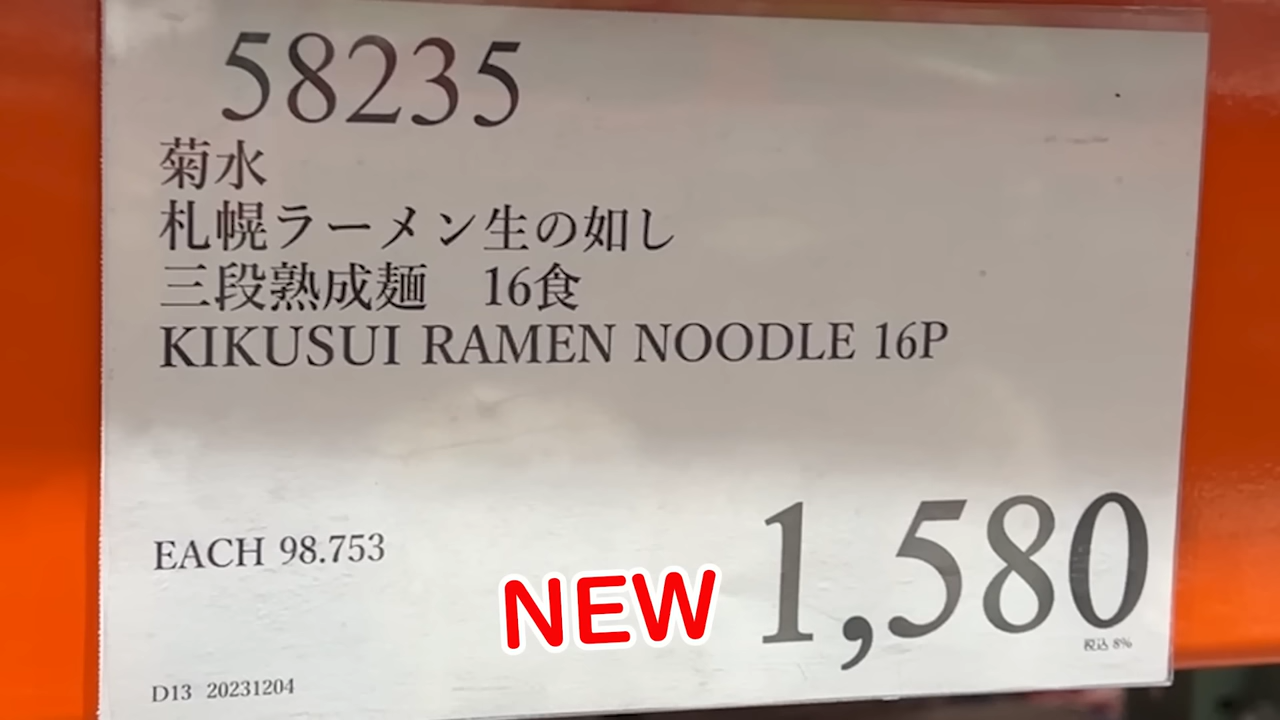 58235
菊水
札幌ラーメン生の如し
三段熟成麺　16食
KIKUSUI RAMEN NOODLE 16P
EACH 98.753
NEW
1,580
税込 8%
D13 20231204